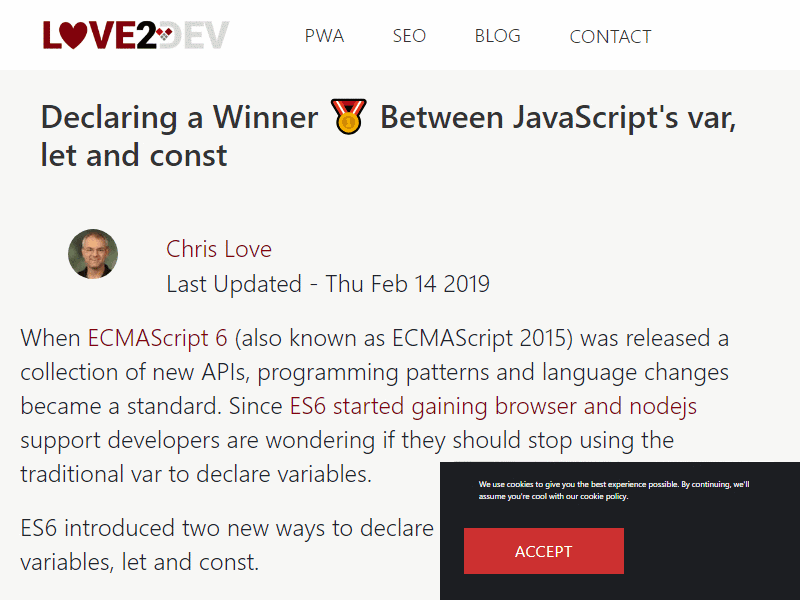 LOVE2DEV
PWA
SEO
BLOG
CONTACT
Declaring a Winner 🏅 Between JavaScript's var,
let and const
Chris Love
Last Updated - Thu Feb 14 2019
When ECMAScript 6 (also known as ECMAScript 2015) was released a
collection of new APIs, programming patterns and language changes
became a standard. Since ES6 started gaining browser and nodejs
support developers are wondering if they should stop using the
traditional var to declare variables.
ES6 introduced two new ways to declare
variables, let and const.
We use cookies to give you the best experience possible. By continuing, we'll
assume you're cool with our cookie policy.
ACCEPT